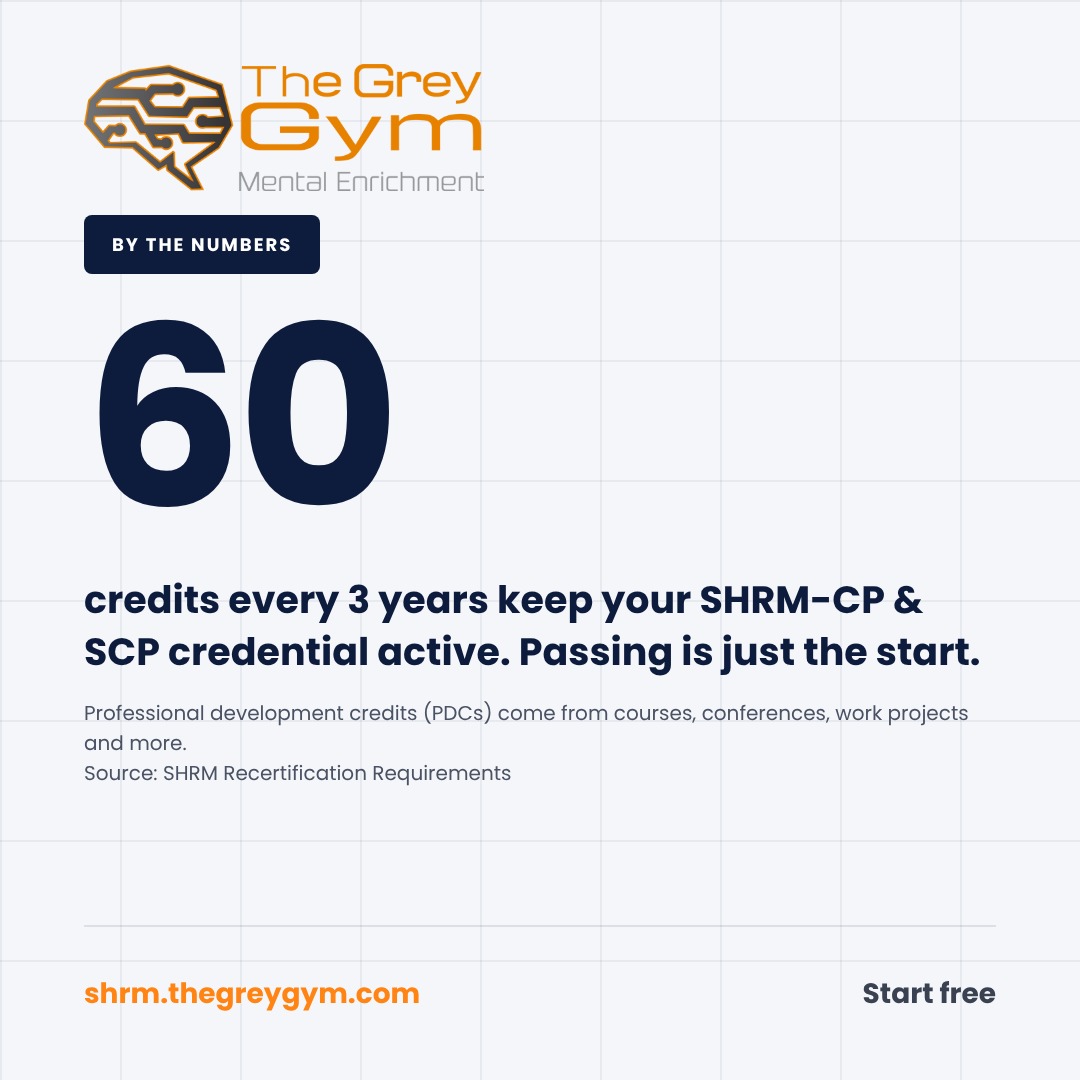 The Grey
Gym
Mental Enrichment
BY THE NUMBERS
60
credits every 3 years keep your SHRM-CP &
SCP credential active. Passing is just the start.
Professional development credits (PDCs) come from courses, conferences, work projects
and more.
Source: SHRM Recertification Requirements
shrm.thegreygym.com
Start free